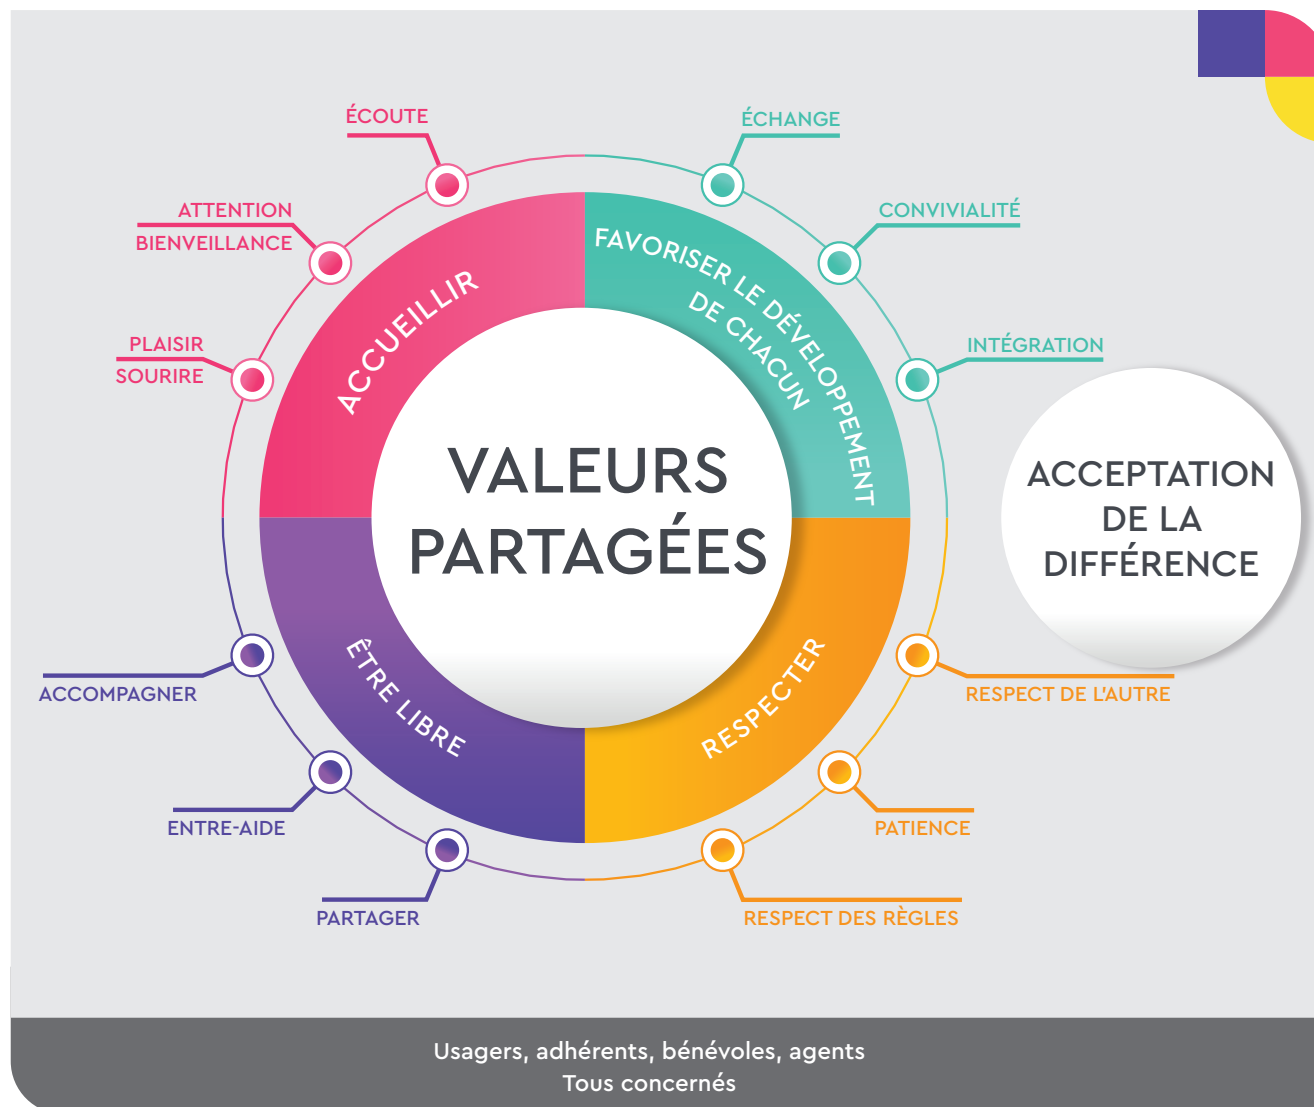 ÉCOUTE
ATTENTION
BIENVEILLANCE
PLAISIR
SOURIRE
ACCUEILLIR
ÉCHANGE
CONVIVIALITÉ
INTÉGRATION
FAVORISER LE DÉVELOPPEMENT
DE CHACUN
VALEURS
PARTAGÉES
ACCEPTATION
DE LA
DIFFÉRENCE
ÊTRE LIBRE
ACCOMPAGNER
ENTRE-AIDE
PARTAGER
RESPECTER
RESPECT DE L'AUTRE
PATIENCE
RESPECT DES RÈGLES
Usagers, adhérents, bénévoles, agents
Tous concernés